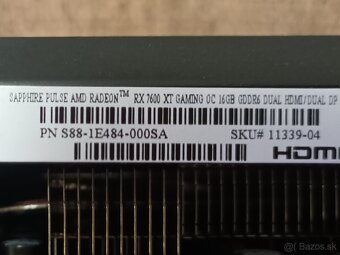 SAPPHIRE PULSE AMD RADEON™ RX 7600 XT GAMING OC 16GB GDDR6 DUAL HDMI/DUAL DP
PN S88-1E484-000SA SKU# 11339-04
HDMI
bazos.sk